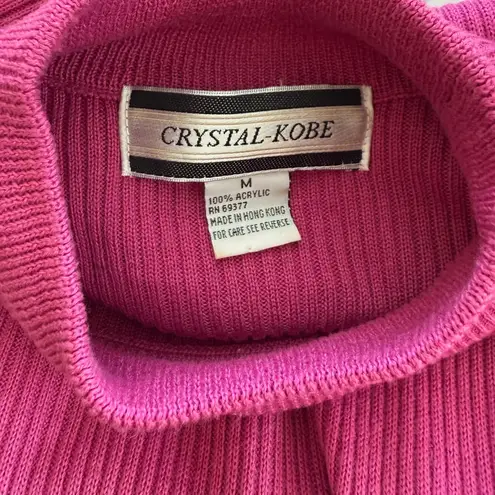 CRYSTAL-KOBE
M
100% ACRYLIC
RN 69377
MADE IN HONG KONG
FOR CARE SEE REVERSE